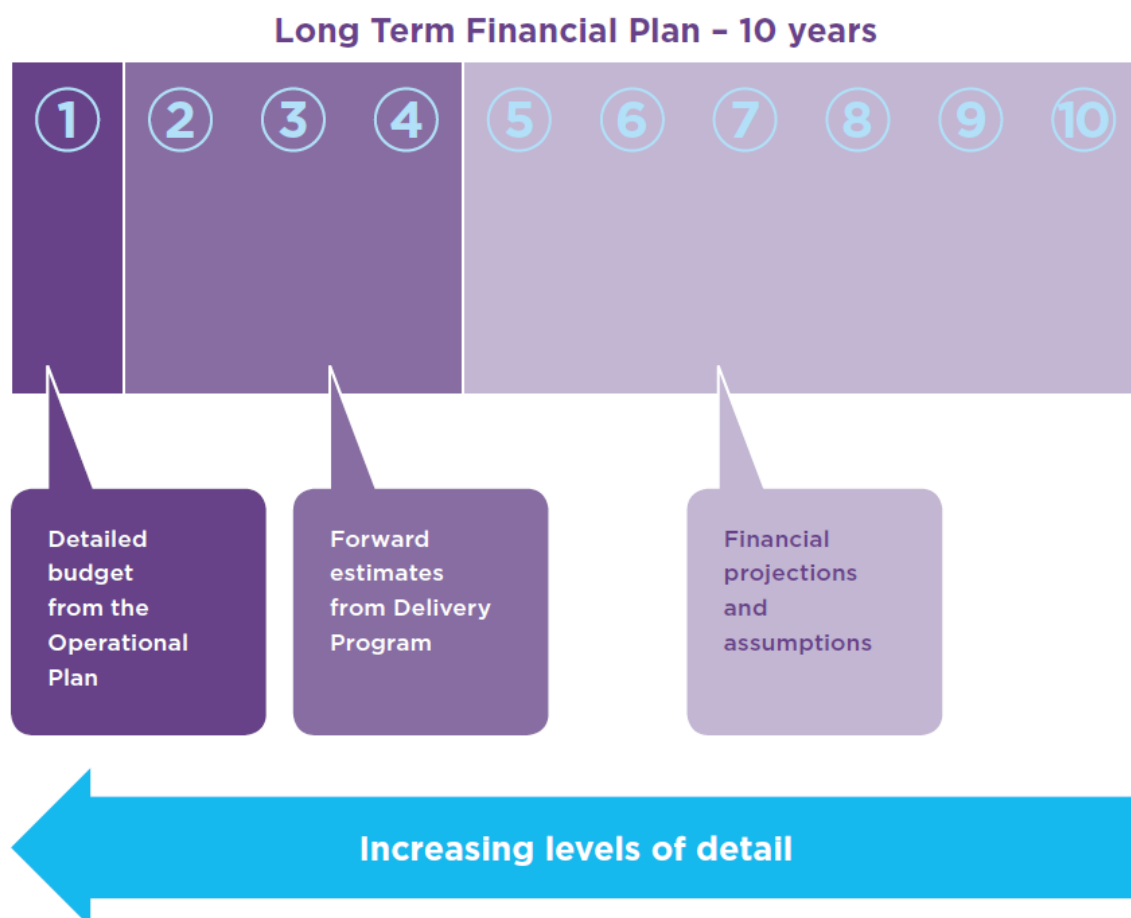 Long Term Financial Plan – 10 years
1 2 3 4 5 6 7 8 9 10
Detailed
budget
from the
Operational
Plan
Forward
estimates
from Delivery
Program
Financial
projections
and
assumptions
Increasing levels of detail